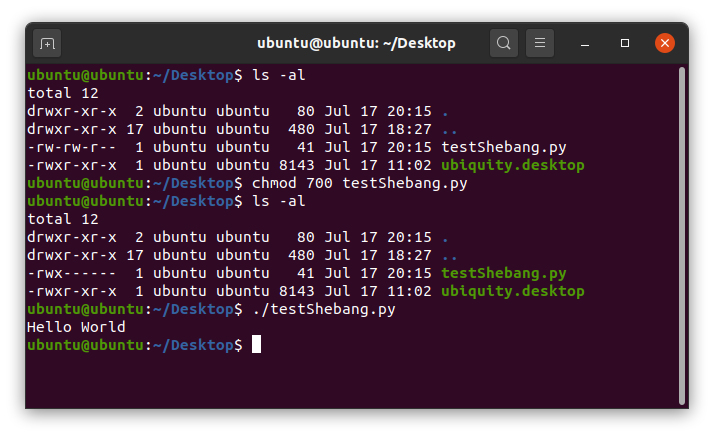 ubuntu@ubuntu: ~/Desktop
ubuntu@ubuntu:~/Desktop$ ls -al
total 12
drwxr-xr-x  2 ubuntu ubuntu   80 Jul 17 20:15 .
drwxr-xr-x 17 ubuntu ubuntu  480 Jul 17 18:27 ..
-rw-rw-r--  1 ubuntu ubuntu   41 Jul 17 20:15 testShebang.py
-rwxr-xr-x  1 ubuntu ubuntu 8143 Jul 17 11:02 ubiquity.desktop
ubuntu@ubuntu:~/Desktop$ chmod 700 testShebang.py
ubuntu@ubuntu:~/Desktop$ ls -al
total 12
drwxr-xr-x  2 ubuntu ubuntu   80 Jul 17 20:15 .
drwxr-xr-x 17 ubuntu ubuntu  480 Jul 17 18:27 ..
-rwx------  1 ubuntu ubuntu   41 Jul 17 20:15 testShebang.py
-rwxr-xr-x  1 ubuntu ubuntu 8143 Jul 17 11:02 ubiquity.desktop
ubuntu@ubuntu:~/Desktop$ ./testShebang.py
Hello World
ubuntu@ubuntu:~/Desktop$